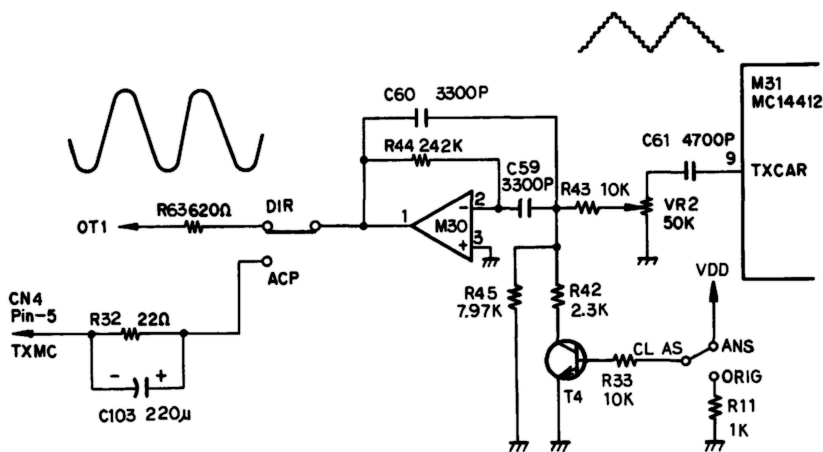 M31
MC14412
C60 3300P
C61 4700P
9
TXCAR
R44 242K
C59
3300P
R43 10K
VR2
50K
2
1
M30
3
-
+
R63 620Ω
DIR
OT1
ACP
CN4
Pin-5
TXMC
R32 22Ω
- +
C103 220μ
R45
7.97K
R42
2.3K
VDD
CL AS
ANS
ORIG
R33
10K
T4
R11
1K